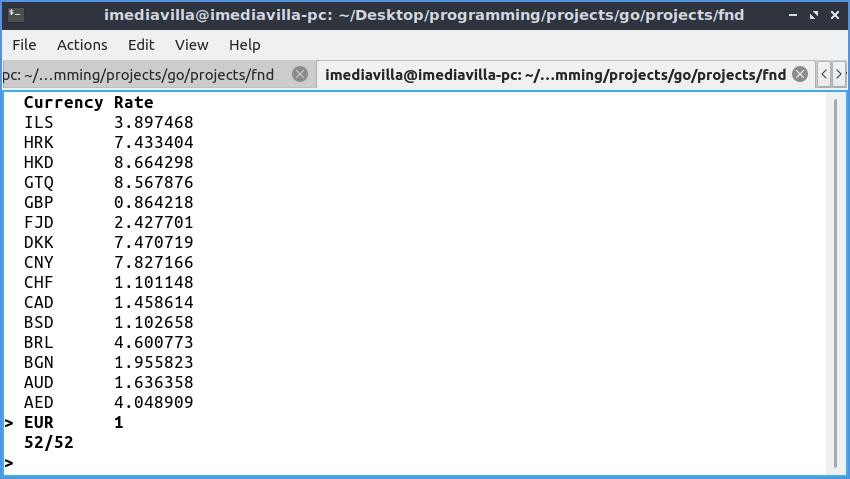 imediavilla@imediavilla-pc: ~/Desktop/programming/projects/go/projects/fnd
File Actions Edit View Help
pc: ~/...mming/projects/go/projects/fnd
imediavilla@imediavilla-pc: ~/...mming/projects/go/projects/fnd
Currency Rate
ILS 3.897468
HRK 7.433404
HKD 8.664298
GTQ 8.567876
GBP 0.864218
FJD 2.427701
DKK 7.470719
CNY 7.827166
CHF 1.101148
CAD 1.458614
BSD 1.102658
BRL 4.600773
BGN 1.955823
AUD 1.636358
AED 4.048909
> EUR 1
52/52
>